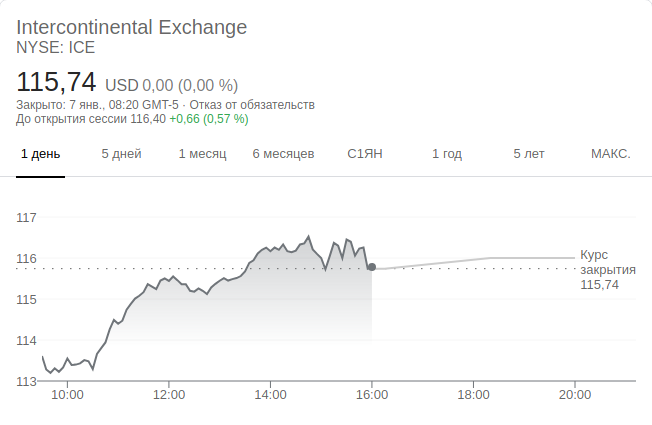 Intercontinental Exchange
NYSE: ICE
115,74 USD 0,00 (0,00 %)
Закрыто: 7 янв., 08:20 GMT-5 · Отказ от обязательств
До открытия сессии 116,40 +0,66 (0,57 %)
1 день 5 дней 1 месяц 6 месяцев С1ЯН 1 год 5 лет МАКС.
117
116
115
114
113
Курс
закрытия
115,74
10:00 12:00 14:00 16:00 18:00 20:00